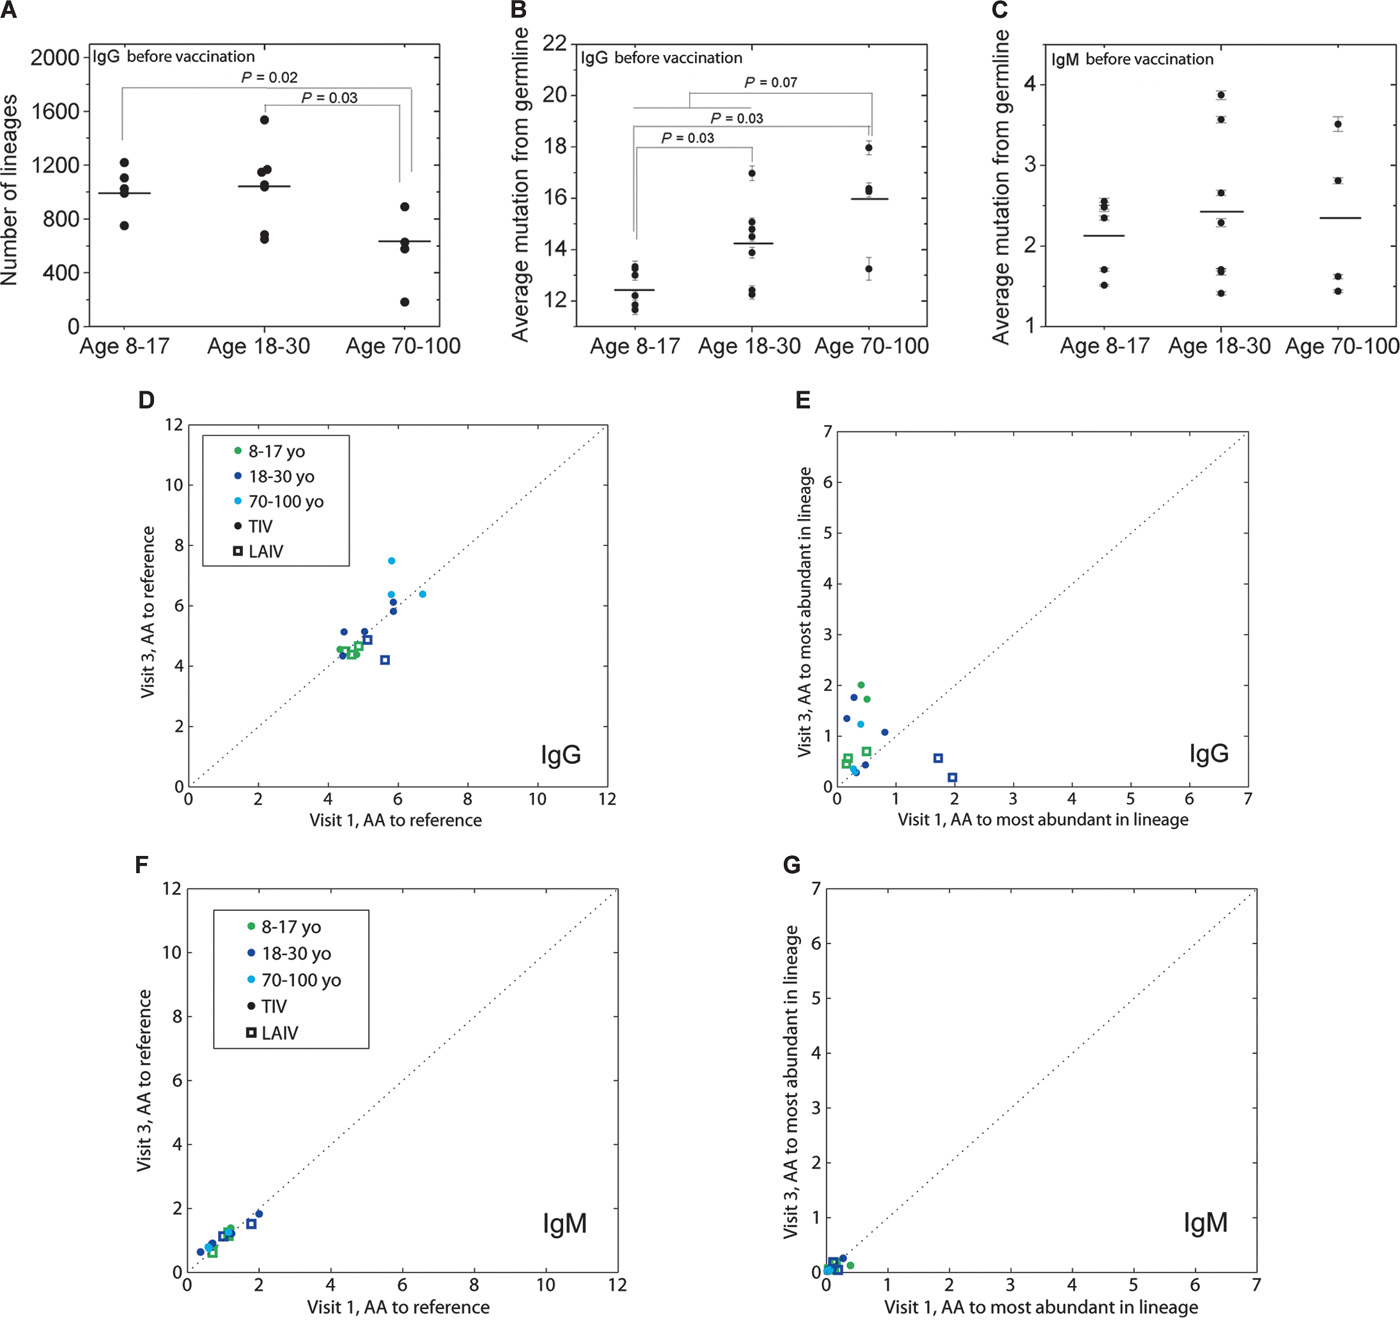 A
Number of lineages
2000
1600
1200
800
400
0
IgG before vaccination
P = 0.02
P = 0.03
Age 8-17
Age 18-30
Age 70-100
B
Average mutation from germline
22
20
18
16
14
12
IgG before vaccination
P = 0.07
P = 0.03
P = 0.03
Age 8-17
Age 18-30
Age 70-100
C
Average mutation from germline
4
3
2
1
IgM before vaccination
Age 8-17
Age 18-30
Age 70-100
D
Visit 3, AA to reference
12
10
8
6
4
2
0
8-17 yo
18-30 yo
70-100 yo
TIV
LAIV
IgG
0 2 4 6 8 10 12
Visit 1, AA to reference
E
Visit 3, AA to most abundant in lineage
7
6
5
4
3
2
1
0
IgG
0 1 2 3 4 5 6 7
Visit 1, AA to most abundant in lineage
F
Visit 3, AA to reference
12
10
8
6
4
2
0
8-17 yo
18-30 yo
70-100 yo
TIV
LAIV
IgM
0 2 4 6 8 10 12
Visit 1, AA to reference
G
Visit 3, AA to most abundant in lineage
7
6
5
4
3
2
1
0
IgM
0 1 2 3 4 5 6 7
Visit 1, AA to most abundant in lineage